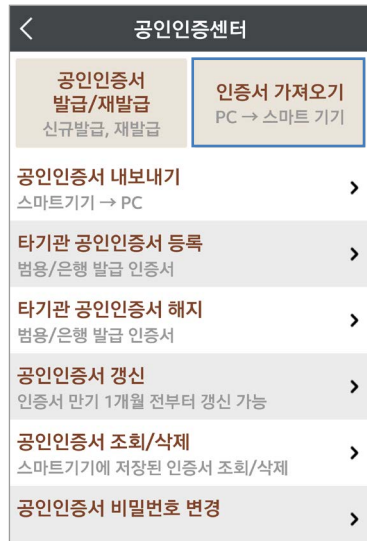 공인인증센터
공인인증서
발급/재발급
신규발급, 재발급
인증서 가져오기
PC → 스마트 기기
공인인증서 내보내기
스마트기기 → PC
타기관 공인인증서 등록
범용/은행 발급 인증서
타기관 공인인증서 해지
범용/은행 발급 인증서
공인인증서 갱신
인증서 만기 1개월 전부터 갱신 가능
공인인증서 조회/삭제
스마트기기에 저장된 인증서 조회/삭제
공인인증서 비밀번호 변경